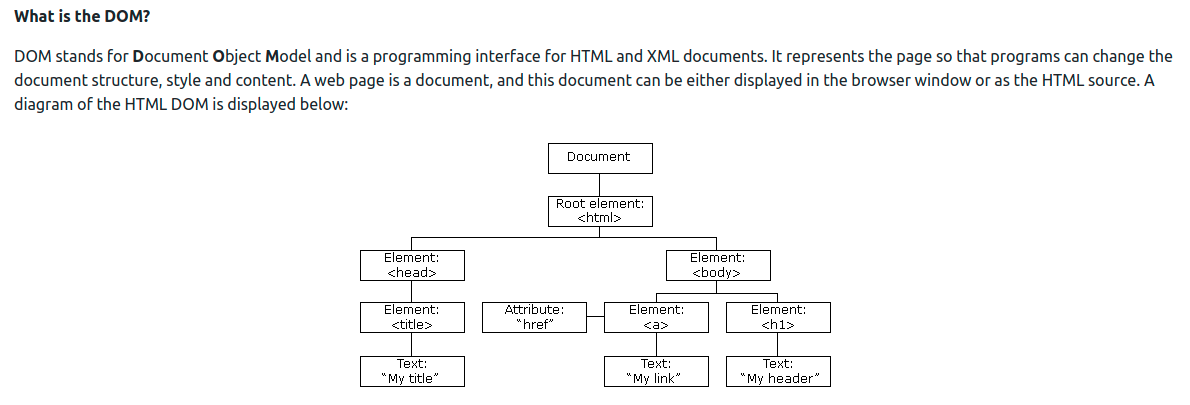 What is the DOM?
DOM stands for Document Object Model and is a programming interface for HTML and XML documents. It represents the page so that programs can change the
document structure, style and content. A web page is a document, and this document can be either displayed in the browser window or as the HTML source. A
diagram of the HTML DOM is displayed below:
Document
Root element:
<html>
Element:
<head>
Element:
<body>
Element:
<title>
Attribute:
“href”
Element:
<a>
Element:
<h1>
Text:
“My title”
Text:
“My link”
Text:
“My header”